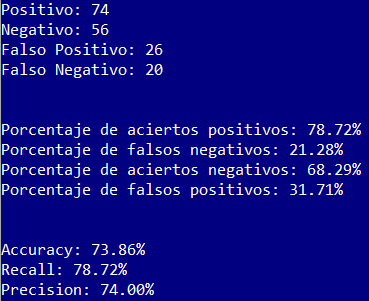 Positivo: 74
Negativo: 56
Falso Positivo: 26
Falso Negativo: 20
Porcentaje de aciertos positivos: 78.72%
Porcentaje de falsos negativos: 21.28%
Porcentaje de aciertos negativos: 68.29%
Porcentaje de falsos positivos: 31.71%
Accuracy: 73.86%
Recall: 78.72%
Precision: 74.00%